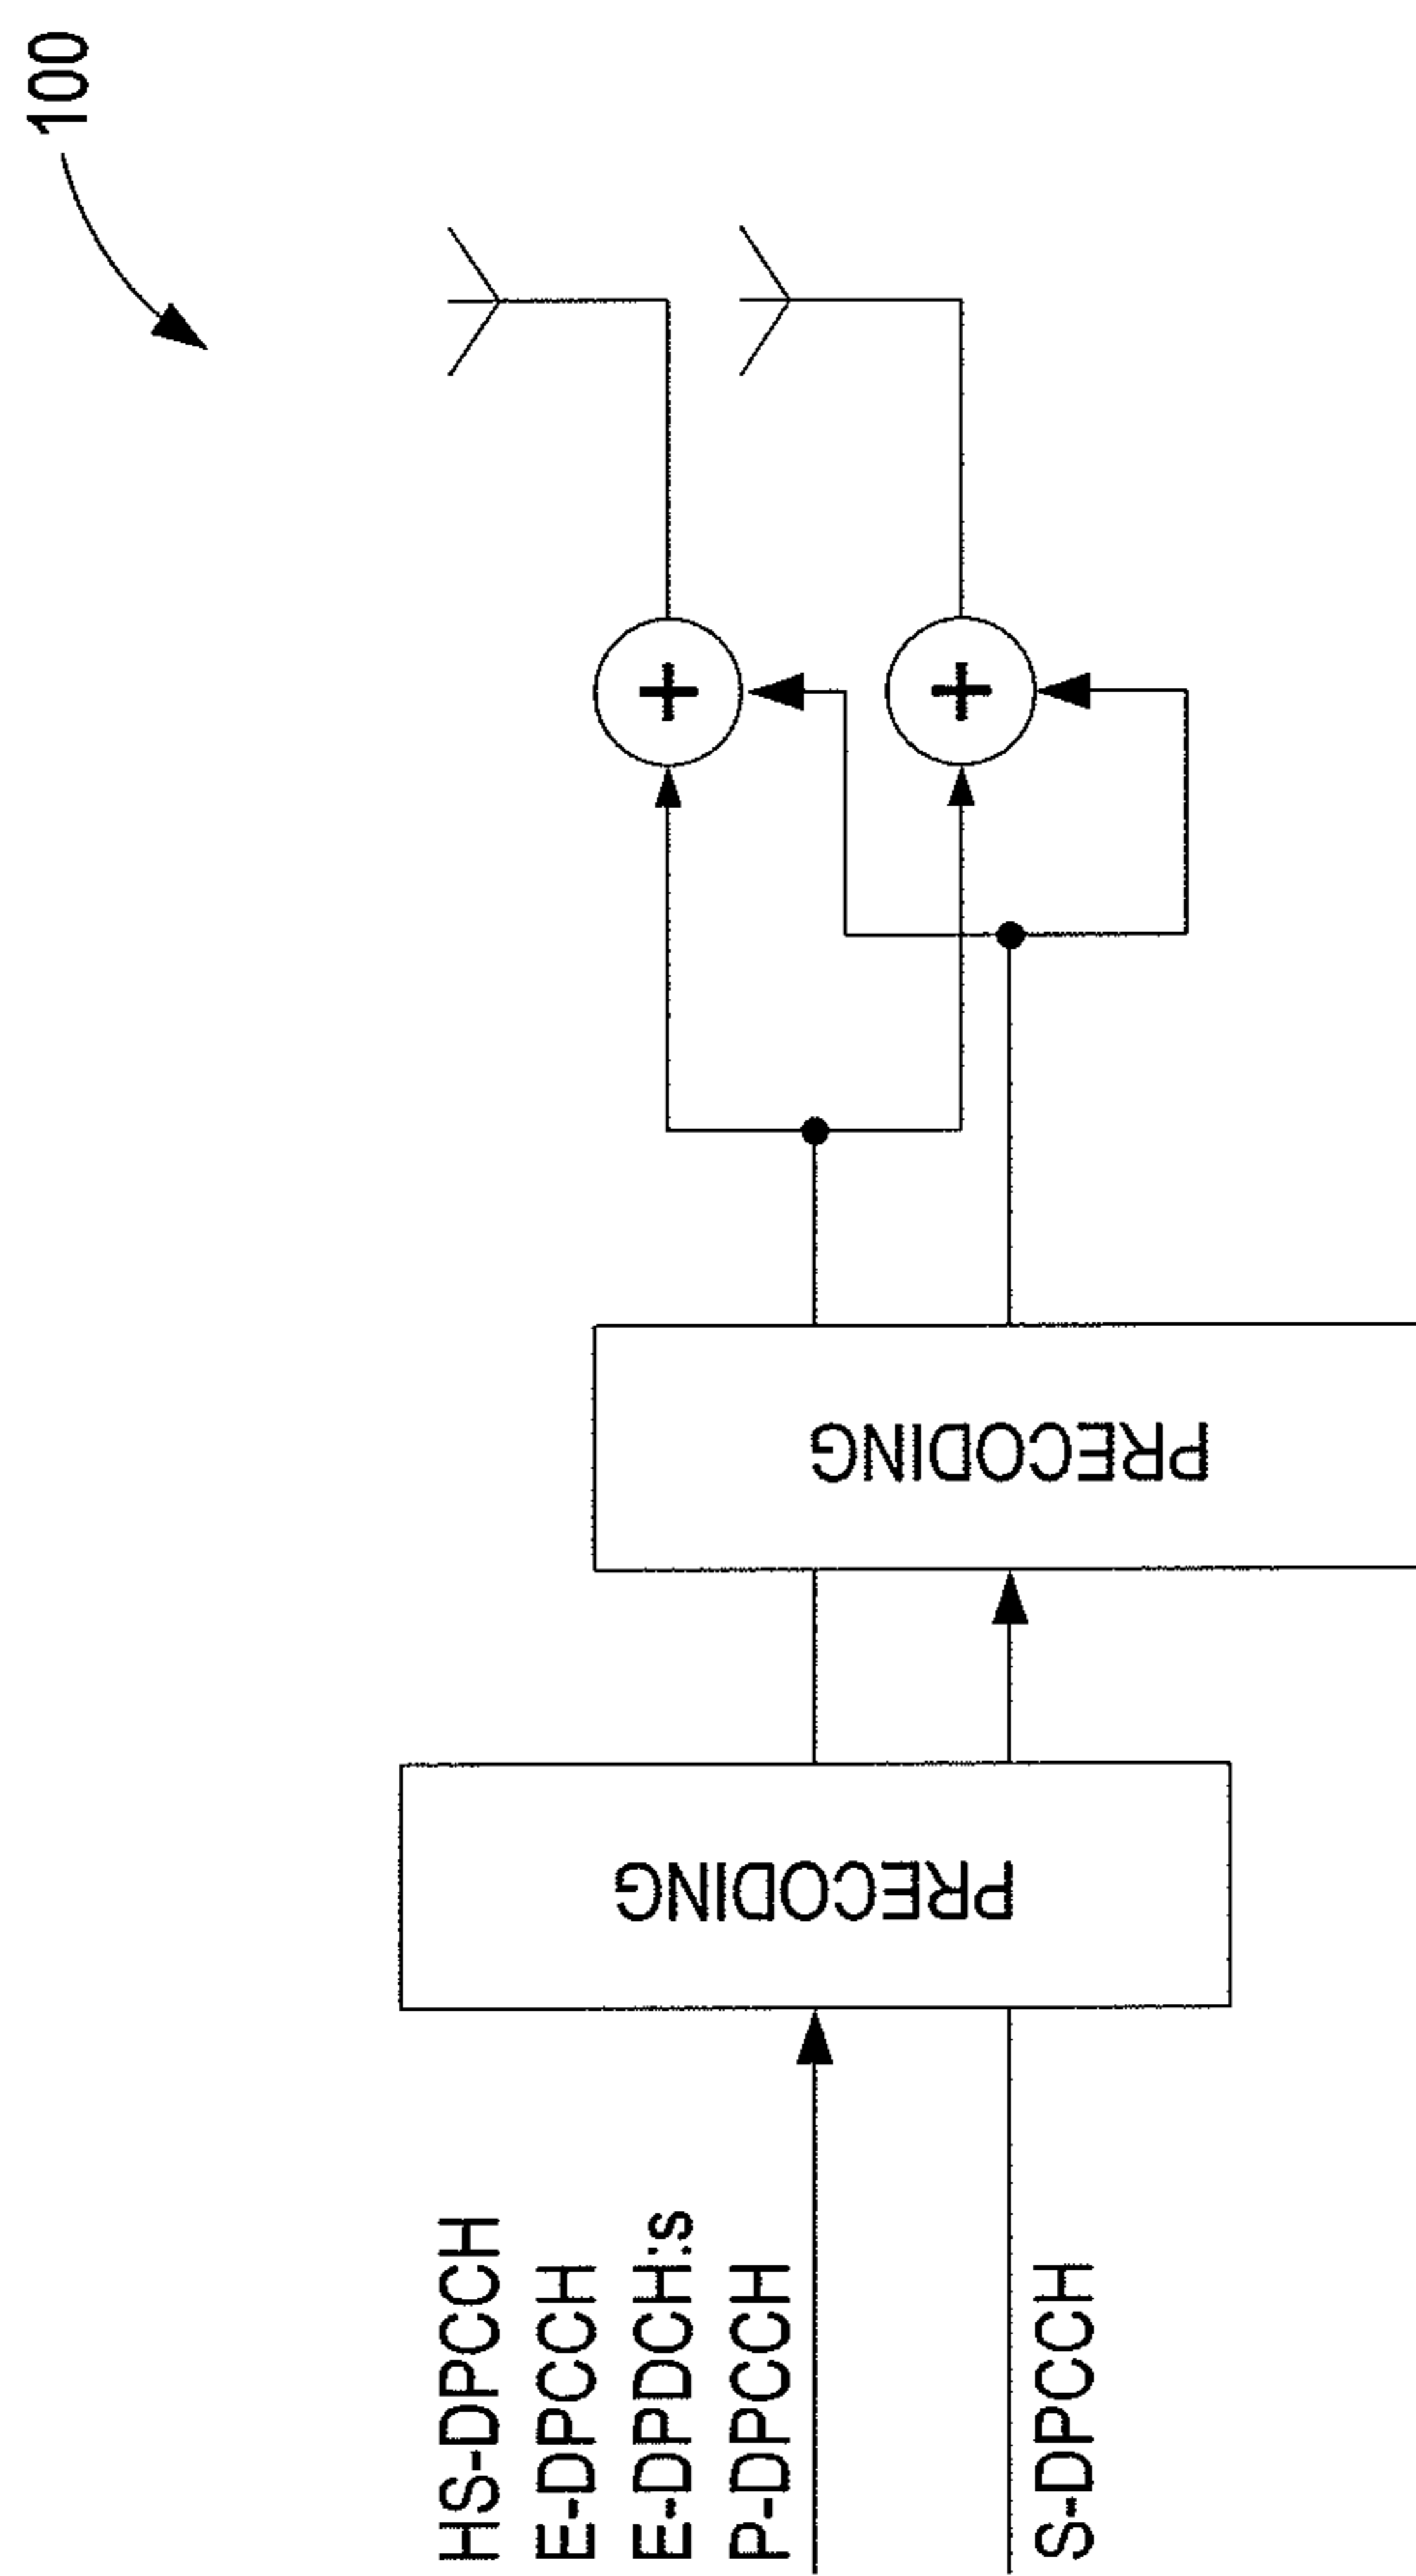 100
HS-DPCCH
E-DPCCH
E-DPDCH:s
P-DPCCH
S-DPCCH
PRECODING
PRECODING
+
+